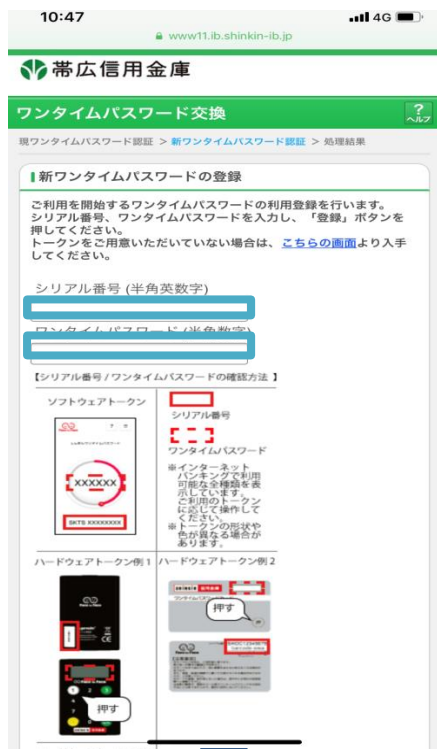 10:47
4G
www11.ib.shinkin-ib.jp
帯広信用金庫
ワンタイムパスワード交換
?
ヘルプ
現ワンタイムパスワード認証 > 新ワンタイムパスワード認証 > 処理結果
新ワンタイムパスワードの登録
ご利用を開始するワンタイムパスワードの利用登録を行います。
シリアル番号、ワンタイムパスワードを入力し、「登録」ボタンを
押してください。
トークンをご用意いただいていない場合は、こちらの画面より入手
してください。
シリアル番号 (半角英数字)
ワンタイムパスワード (半角数字)
【シリアル番号 / ワンタイムパスワードの確認方法 】
ソフトウェアトークン
XXXXXX
SKTS XXXXXXXX
シリアル番号
ワンタイムパスワード
※インターネット
バンキングで利用
可能な全種類を表
示しています。
ご利用のトークン
に応じて操作して
ください。
※トークンの形状や
色が異なる場合が
あります。
ハードウェアトークン例 1
ハードウェアトークン例 2
押す
押す